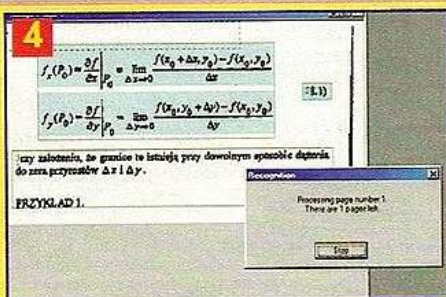 4
f_x(P_0) = ∂f/∂x |_{P_0} = lim_{Δx→0} (f(x_0 + Δx, y_0) - f(x_0, y_0))/Δx
8.1)
f_y(P_0) = ∂f/∂y |_{P_0} = lim_{Δy→0} (f(x_0, y_0 + Δy) - f(x_0, y_0))/Δy
rzy założeniu, że granice te istnieją przy dowolnym sposobie dążenia
do zera przyrostów Δx i Δy.
PRZYKŁAD 1.
Recognition
Processing page number 1.
There are 1 pages left.
Stop